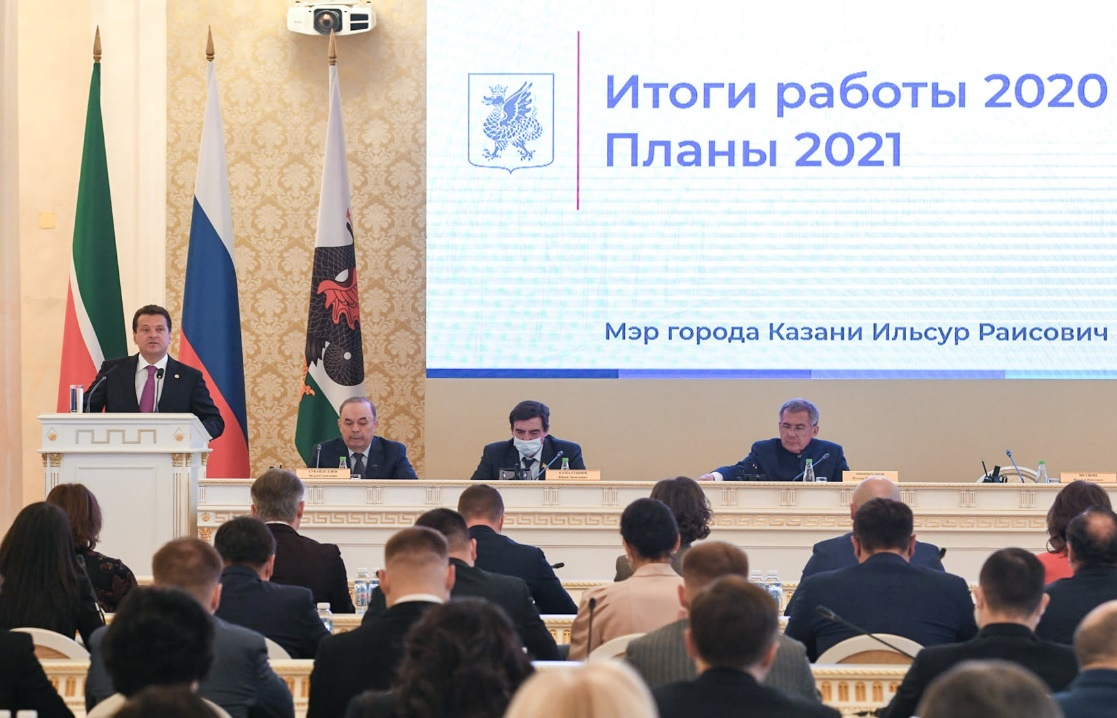 Итоги работы 2020
Планы 2021
Мэр города Казани Ильсур Раисович